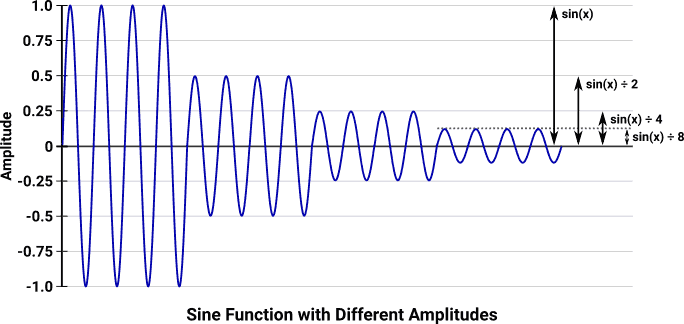 1.0
0.75
0.5
0.25
0
-0.25
-0.5
-0.75
-1.0
Amplitude
sin(x)
sin(x) ÷ 2
sin(x) ÷ 4
sin(x) ÷ 8
Sine Function with Different Amplitudes